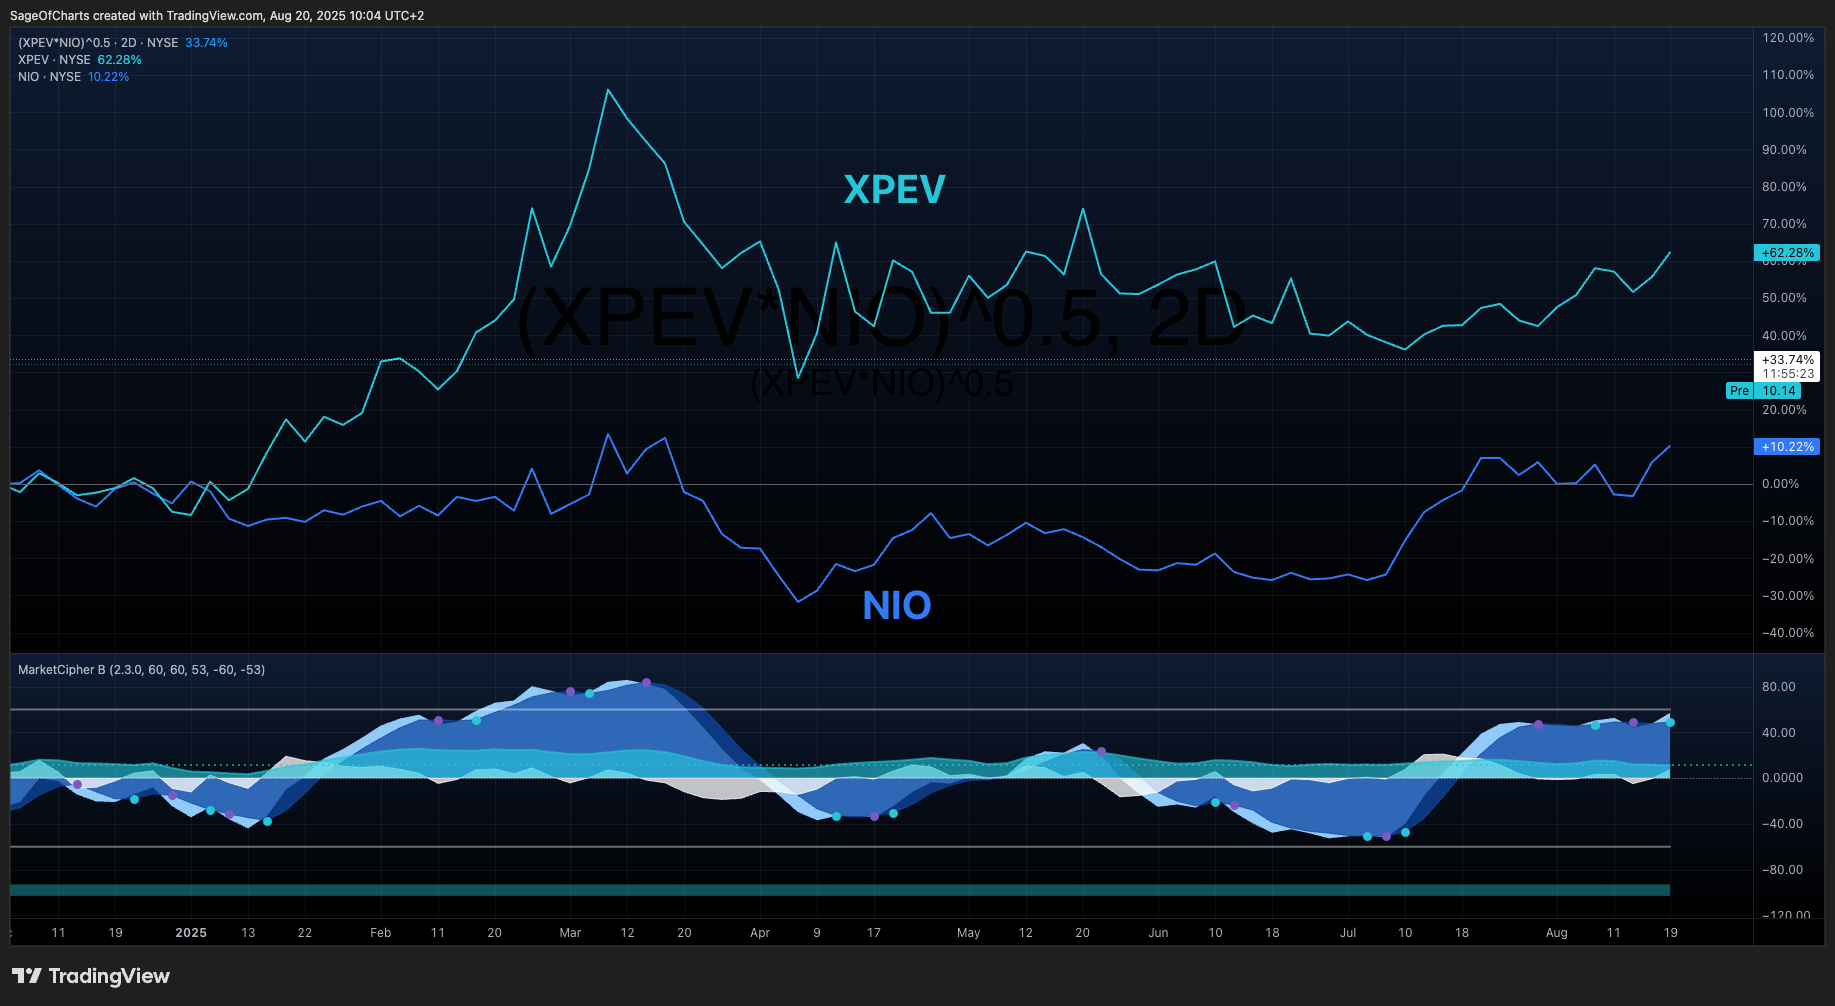 SageOfCharts created with TradingView.com, Aug 20, 2025 10:04 UTC+2
(XPEV*NIO)^0.5 · 2D · NYSE 33.74%
XPEV · NYSE 62.28%
NIO · NYSE 10.22%
120.00%
110.00%
100.00%
90.00%
80.00%
70.00%
+62.28%
60.00%
50.00%
40.00%
+33.74%
11:55:23
Pre 10.14
20.00%
+10.22%
0.00%
−10.00%
−20.00%
−30.00%
−40.00%
XPEV
(XPEV*NIO)^0.5, 2D
(XPEV*NIO)^0.5
NIO
MarketCipher B (2.3.0, 60, 60, 53, -60, -53)
80.00
40.00
0.0000
−40.00
−80.00
−120.00
11 19 2025 13 22 Feb 11 20 Mar 12 20 Apr 9 17 May 12 20 Jun 10 18 Jul 10 18 Aug 11 19
TradingView